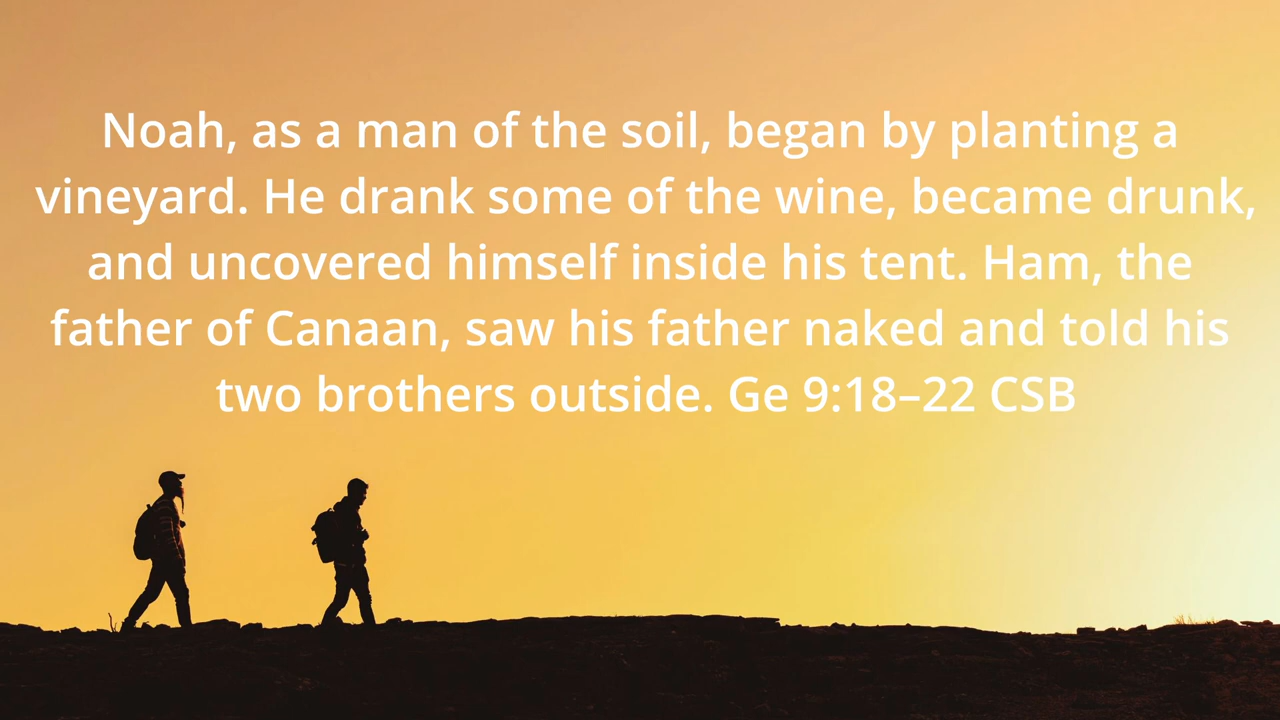 Noah, as a man of the soil, began by planting a
vineyard. He drank some of the wine, became drunk,
and uncovered himself inside his tent. Ham, the
father of Canaan, saw his father naked and told his
two brothers outside. Ge 9:18–22 CSB